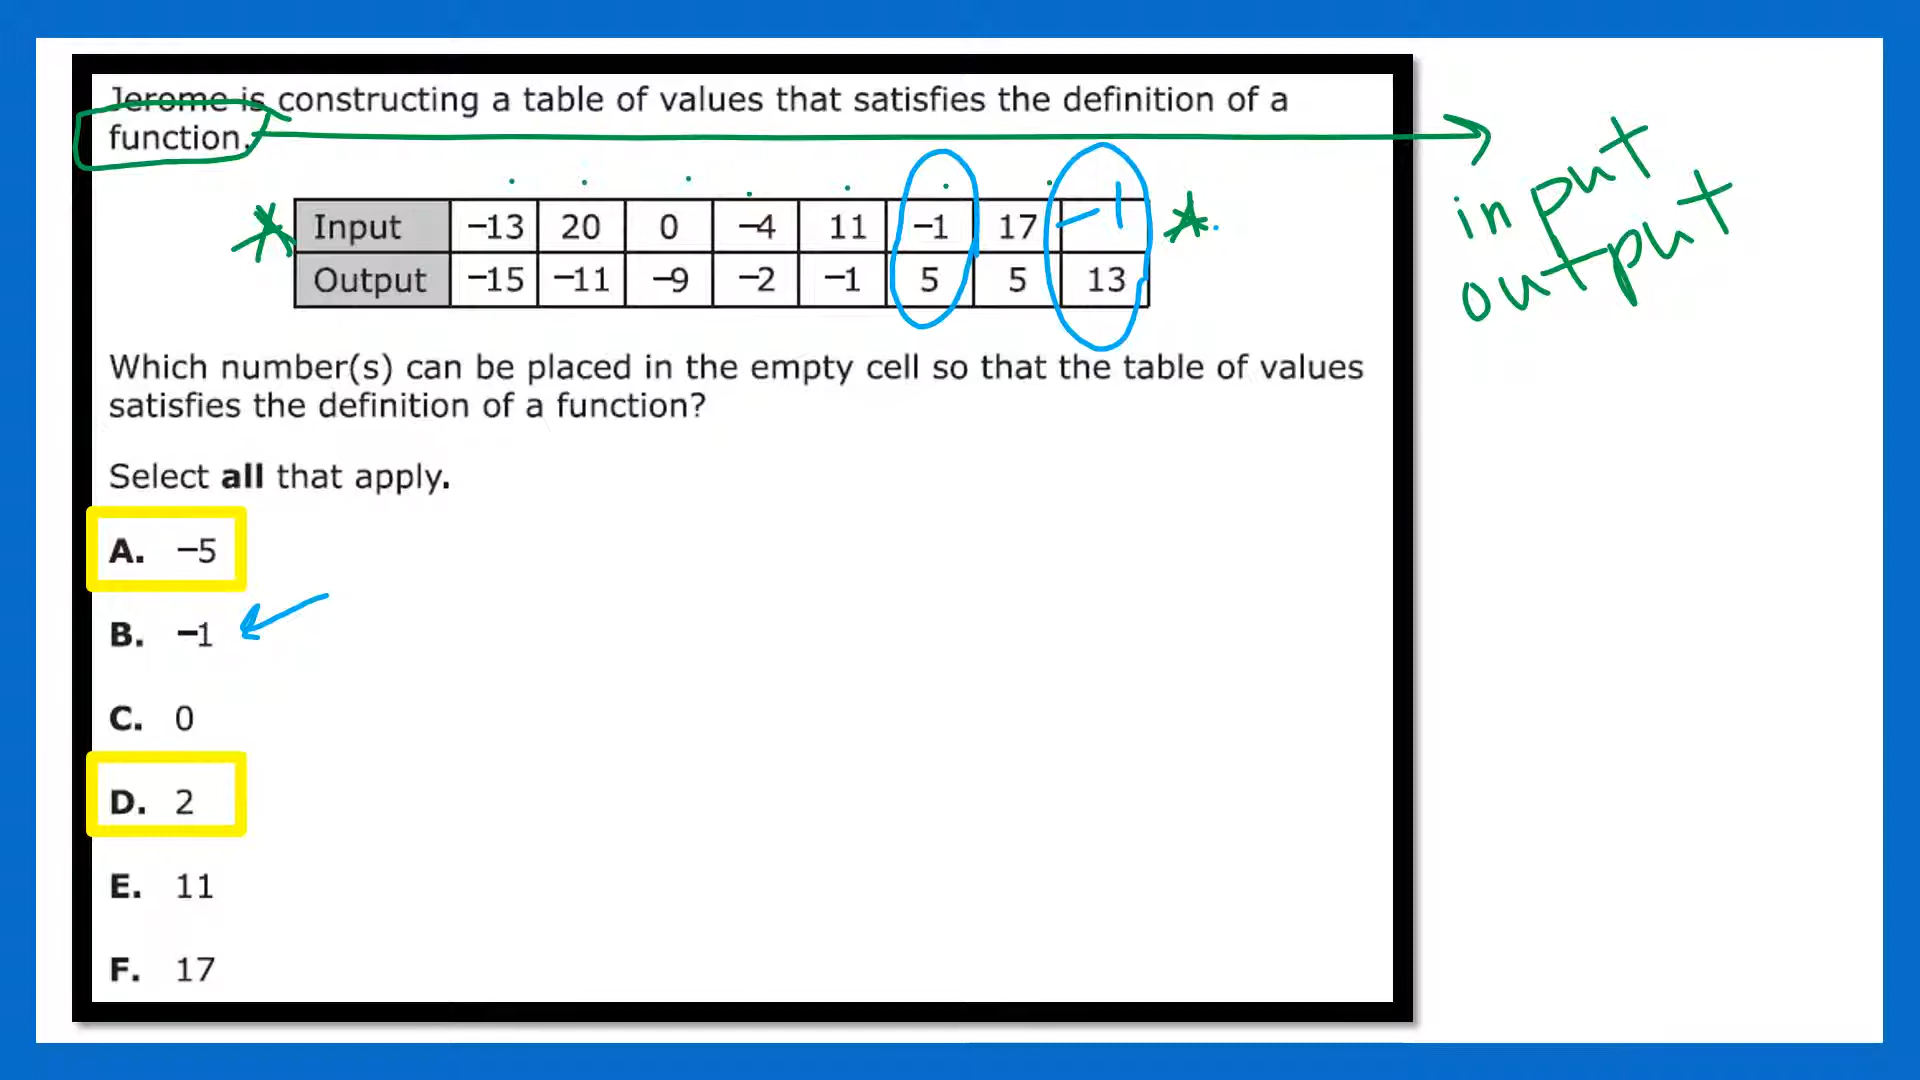 Jerome is constructing a table of values that satisfies the definition of a
function.
input
output
Input −13 20 0 −4 11 −1 17 −1
Output −15 −11 −9 −2 −1 5 5 13
Which number(s) can be placed in the empty cell so that the table of values
satisfies the definition of a function?
Select all that apply.
A. −5
B. −1
C. 0
D. 2
E. 11
F. 17